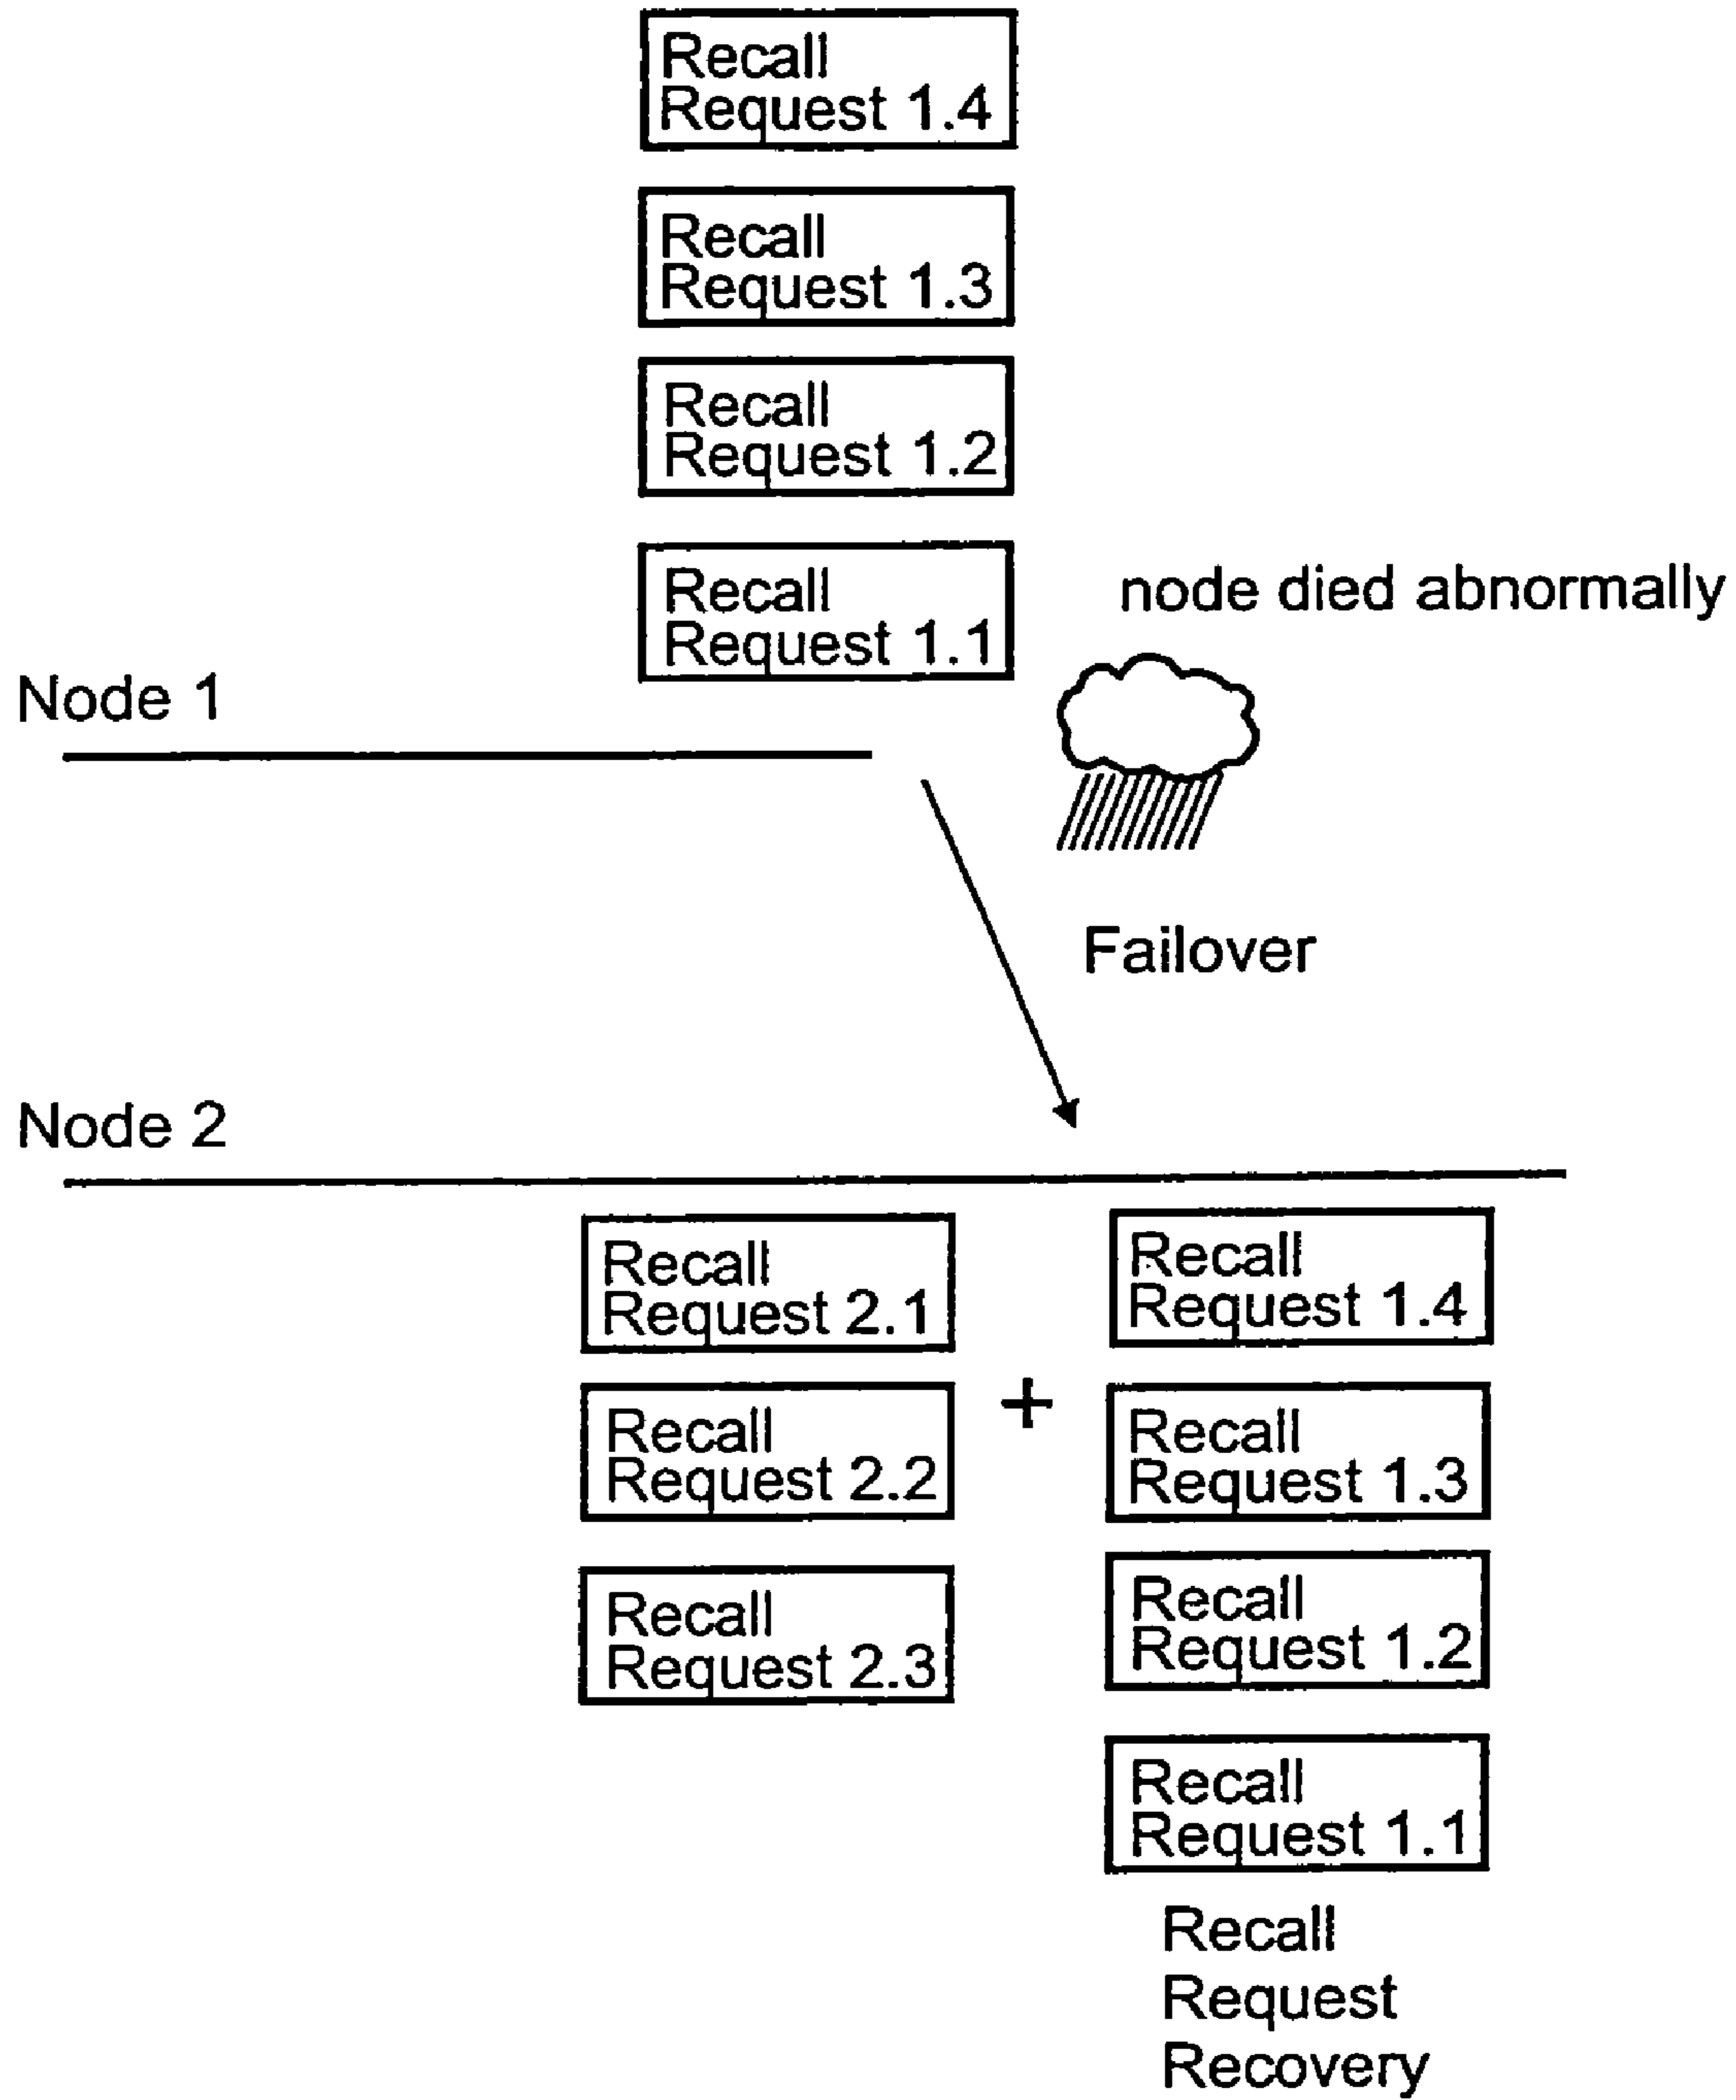 Recall
Request 1.4
Recall
Request 1.3
Recall
Request 1.2
Recall
Request 1.1
node died abnormally
Node 1
Failover
Node 2
Recall
Request 2.1
Recall
Request 1.4
+
Recall
Request 2.2
Recall
Request 1.3
Recall
Request 2.3
Recall
Request 1.2
Recall
Request 1.1
Recall
Request
Recovery